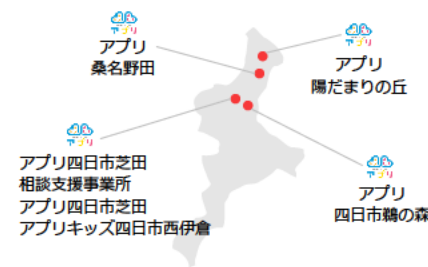 アプリ
アプリ
桑名野田
アプリ
アプリ
陽だまりの丘
アプリ
アプリ四日市芝田
相談支援事業所
アプリ四日市芝田
アプリキッズ四日市西伊倉
アプリ
アプリ
四日市鵜の森